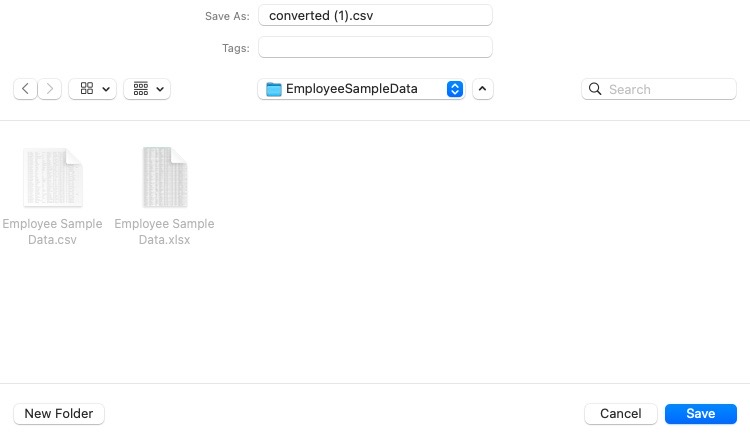 Save As: converted (1).csv
Tags:
EmployeeSampleData
Search
Employee Sample
Data.csv
Employee Sample
Data.xlsx
New Folder
Cancel
Save